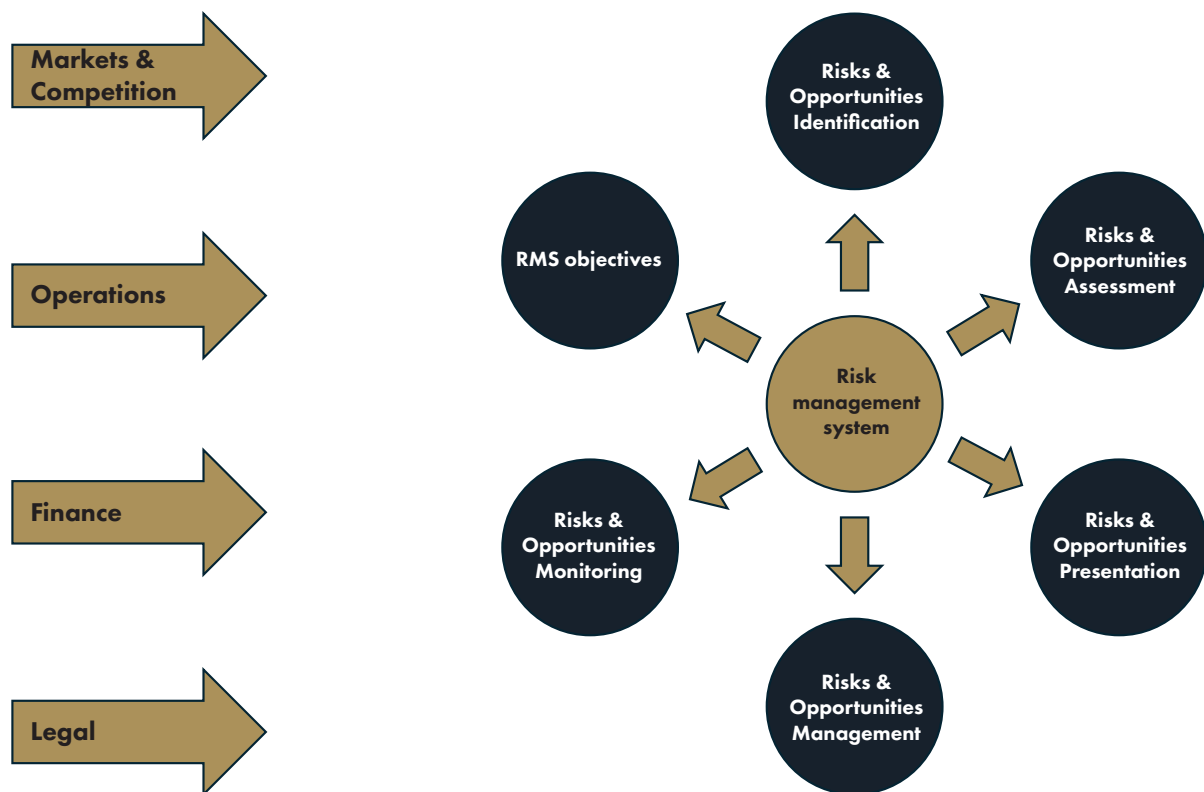 Markets &
Competition
Operations
Finance
Legal
Risks &
Opportunities
Identification
RMS objectives
Risks &
Opportunities
Assessment
Risk
management
system
Risks &
Opportunities
Monitoring
Risks &
Opportunities
Presentation
Risks &
Opportunities
Management